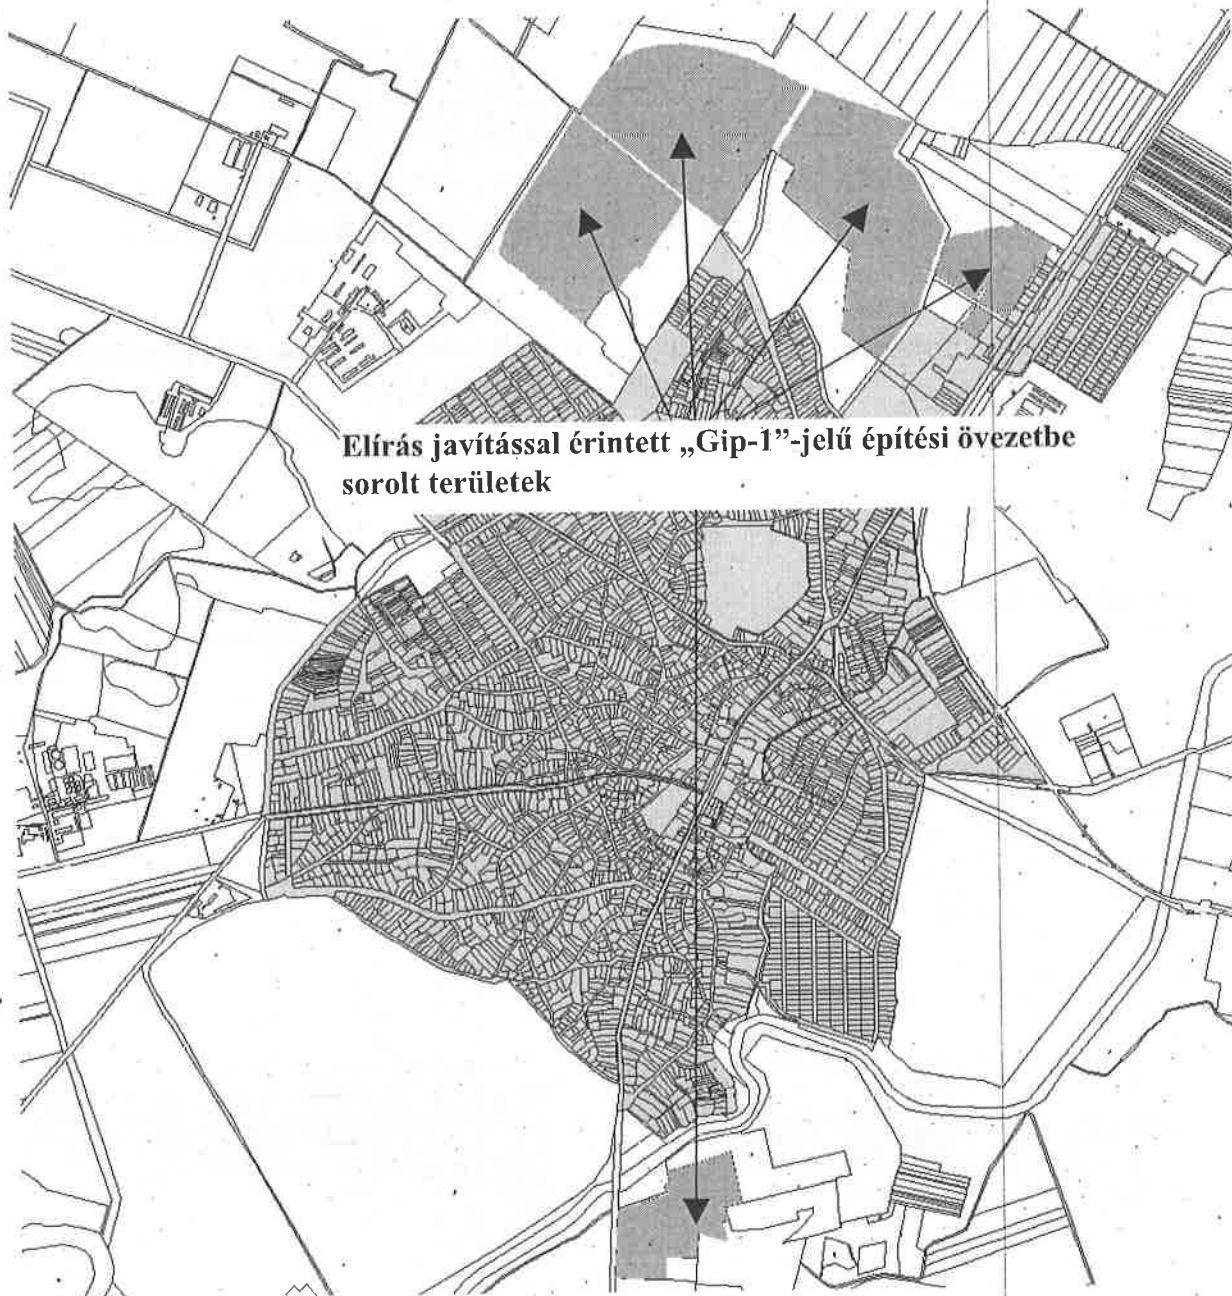 Elírás javítással érintett „Gip-1”-jelű építési övezetbe
sorolt területek